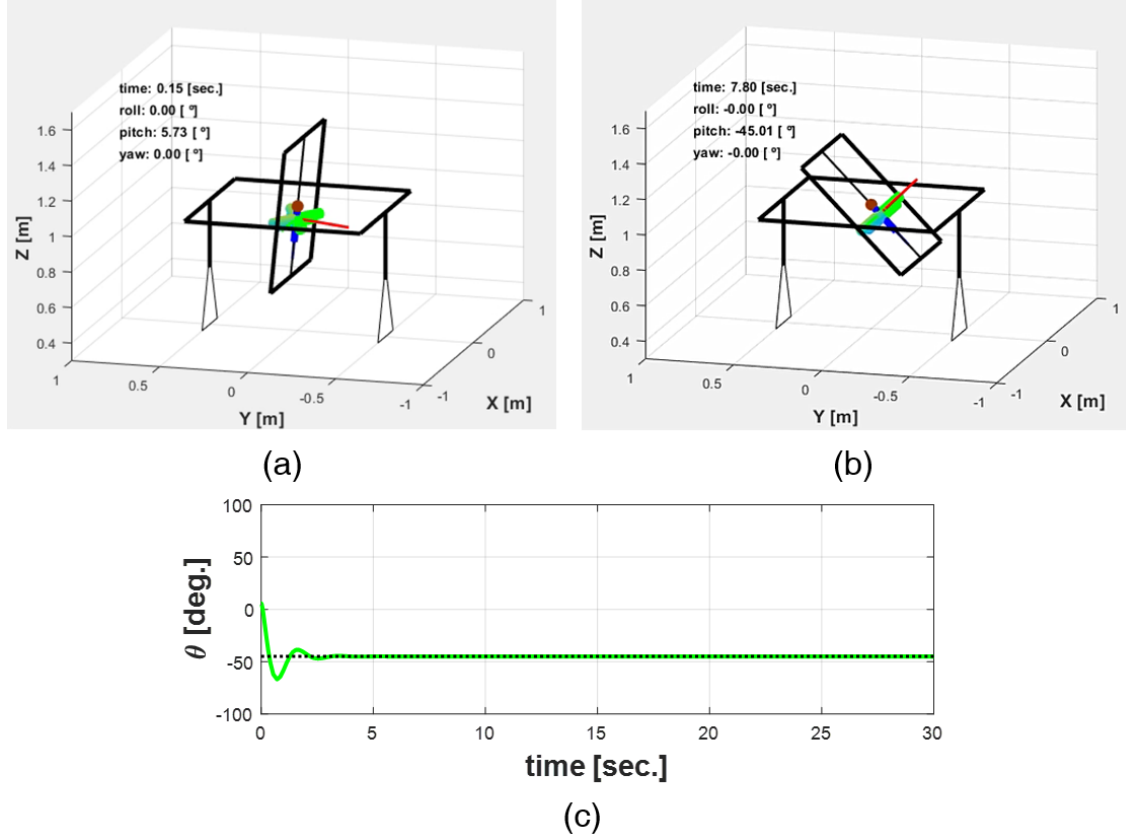 time: 0.15 [sec.]
roll: 0.00 [ º]
pitch: 5.73 [ º]
yaw: 0.00 [ º]
1.6
1.4
1.2
1
0.8
0.6
0.4
Z [m]
1
0.5
0
-0.5
-1
Y [m]
-1
0
1
X [m]
(a)
time: 7.80 [sec.]
roll: -0.00 [ º]
pitch: -45.01 [ º]
yaw: -0.00 [ º]
1.6
1.4
1.2
1
0.8
0.6
0.4
Z [m]
1
0.5
0
-0.5
-1
Y [m]
-1
0
1
X [m]
(b)
100
50
0
-50
-100
θ [deg.]
0 5 10 15 20 25 30
time [sec.]
(c)